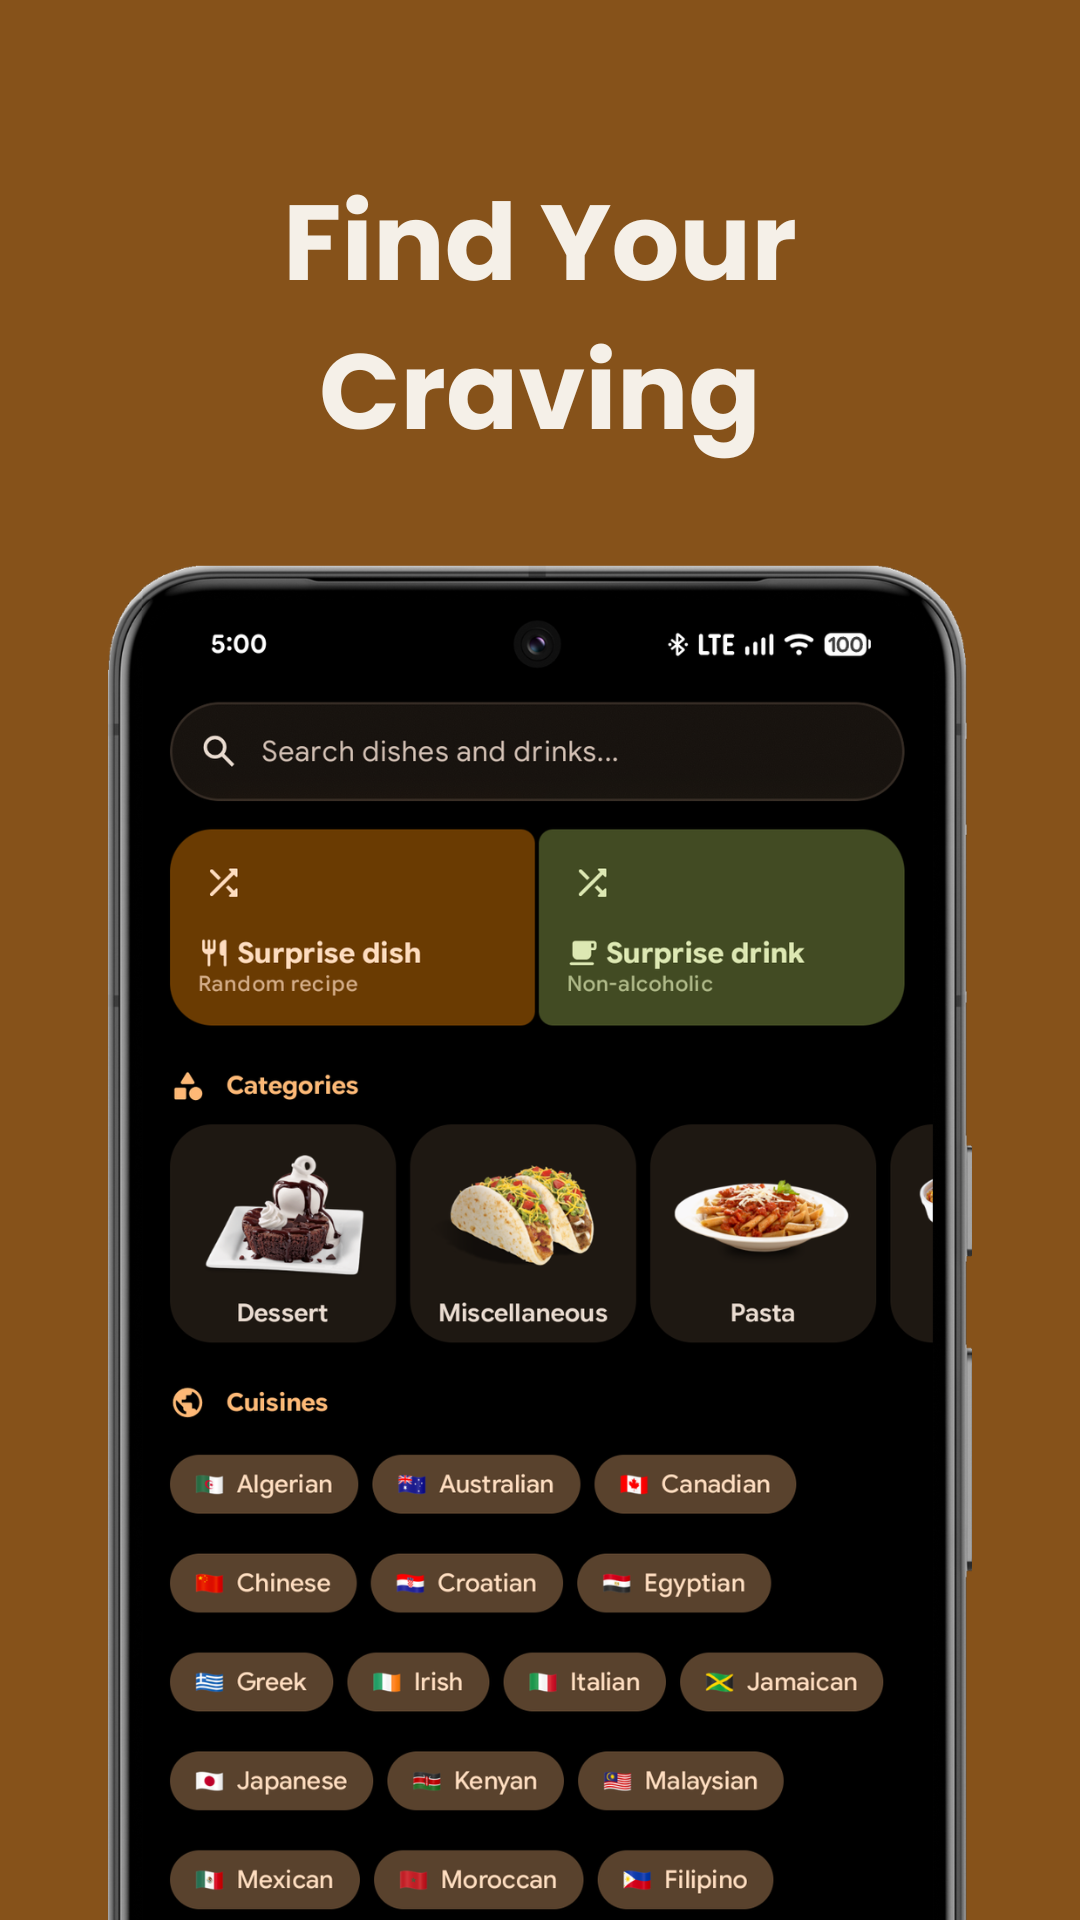 Find Your
Craving
5:00 LTE 100
Search dishes and drinks...
Surprise dish
Random recipe
Surprise drink
Non-alcoholic
Categories
Dessert Miscellaneous Pasta
Cuisines
Algerian Australian Canadian
Chinese Croatian Egyptian
Greek Irish Italian Jamaican
Japanese Kenyan Malaysian
Mexican Moroccan Filipino